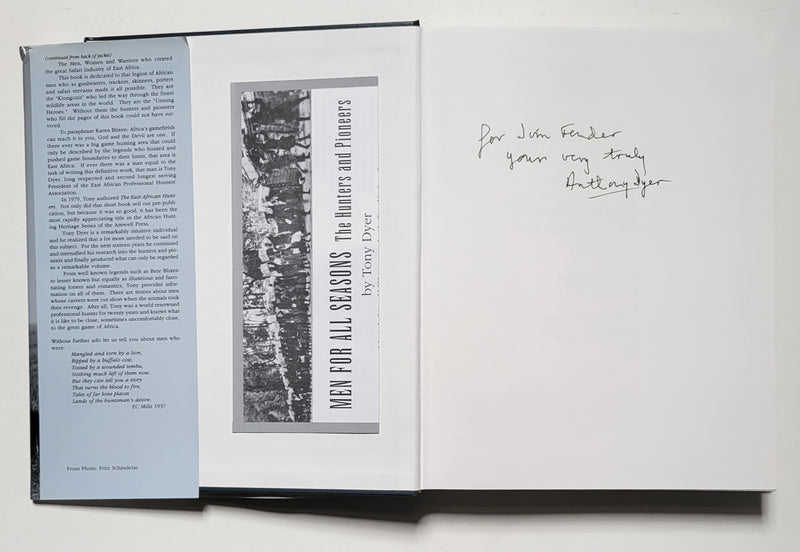 (continued from back of jacket)
The Men, Women and Warriors who created
the great Safari Industry of East Africa.
This book is dedicated to that legion of African
men who as gunbearers, trackers, skinners, porters
and safari servants made it all possible. They are
the "Kiongozis" who led the way through the finest
wildlife areas in the world. They are the "Unsung
Heroes." Without them the hunters and pioneers
who fill the pages of this book could not have sur-
vived.
To paraphrase Karen Blixen: Africa's gamefields
can teach it to you, God and the Devil are one. If
there ever was a big game hunting area that could
only be described by the legends who hunted and
pushed game boundaries to their limits, that area is
East Africa. If ever there was a man equal to the
task of writing this definitive work, that man is Tony
Dyer, long respected and second longest serving
President of the East African Professional Hunters'
Association.
In 1979, Tony authored The East African Hunt-
ers. Not only did that short book sell out pre-publi-
cation, but because it was so good, it has been the
most rapidly appreciating title in the African Hunt-
ing Heritage Series of the Amwell Press.
Tony Dyer is a remarkably intuitive individual
and he realized that a lot more needed to be said on
this subject. For the next sixteen years he continued
and intensified his research into the hunters and pio-
neers and finally produced what can only be regarded
as a remarkable volume.
From well known legends such as Bror Blixen
to lesser known but equally as illustrious and fasci-
nating loners and romantics, Tony provides infor-
mation on all of them. There are stories about men
whose careers were cut short when the animals took
their revenge. After all, Tony was a world renowned
professional hunter for twenty years and knows what
it is like to be close, sometimes uncomfortably close,
to the great game of Africa.
Without further ado let us tell you about men who
were:
Mangled and torn by a lion,
Ripped by a buffalo cow,
Tossed by a wounded tembu,
Nothing much left of them now.
But they can tell you a story
That turns the blood to fire,
Tales of far lone places
Lands of the huntsman's desire.
EC Mills 1937
Front Photo: Fritz Schindelar
MEN FOR ALL SEASONS The Hunters and Pioneers
by Tony Dyer
for Jim Fender
yours very truly
Anthony Dyer